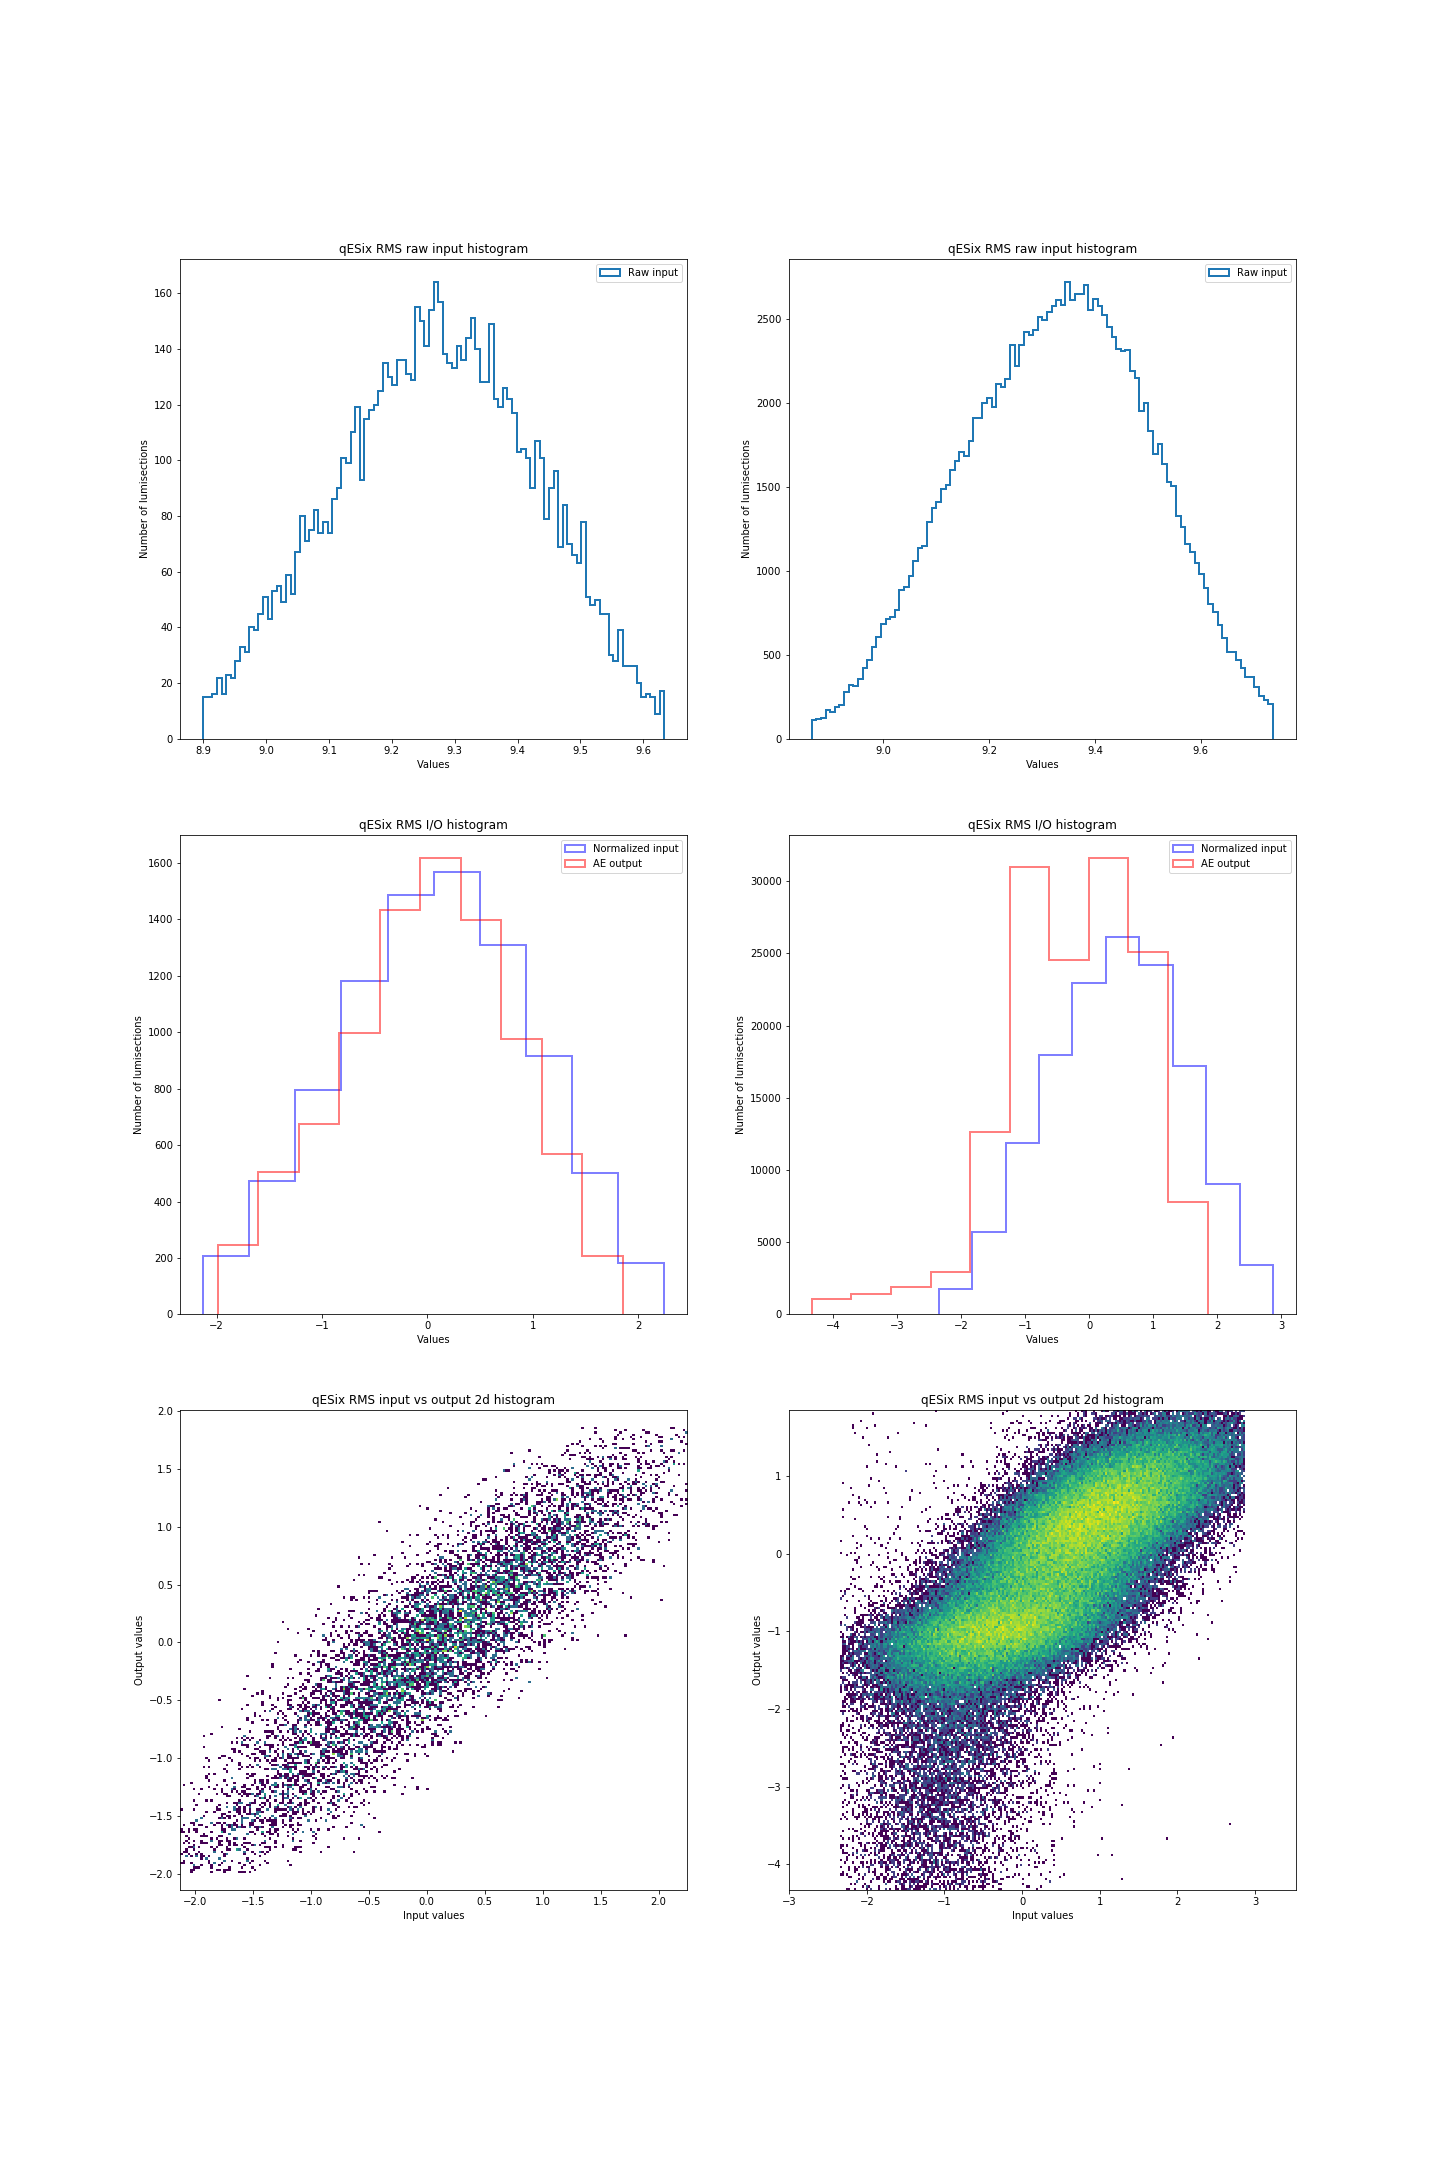 qESix RMS raw input histogram
Raw input
160
140
120
100
80
60
40
20
0
Number of lumisections
8.9 9.0 9.1 9.2 9.3 9.4 9.5 9.6
Values
qESix RMS raw input histogram
Raw input
2500
2000
1500
1000
500
0
Number of lumisections
9.0 9.2 9.4 9.6
Values
qESix RMS I/O histogram
Normalized input
AE output
1600
1400
1200
1000
800
600
400
200
0
Number of lumisections
−2 −1 0 1 2
Values
qESix RMS I/O histogram
Normalized input
AE output
30000
25000
20000
15000
10000
5000
0
Number of lumisections
−4 −3 −2 −1 0 1 2 3
Values
qESix RMS input vs output 2d histogram
2.0
1.5
1.0
0.5
0.0
−0.5
−1.0
−1.5
−2.0
Output values
−2.0 −1.5 −1.0 −0.5 0.0 0.5 1.0 1.5 2.0
Input values
qESix RMS input vs output 2d histogram
1
0
−1
−2
−3
−4
Output values
−3 −2 −1 0 1 2 3
Input values